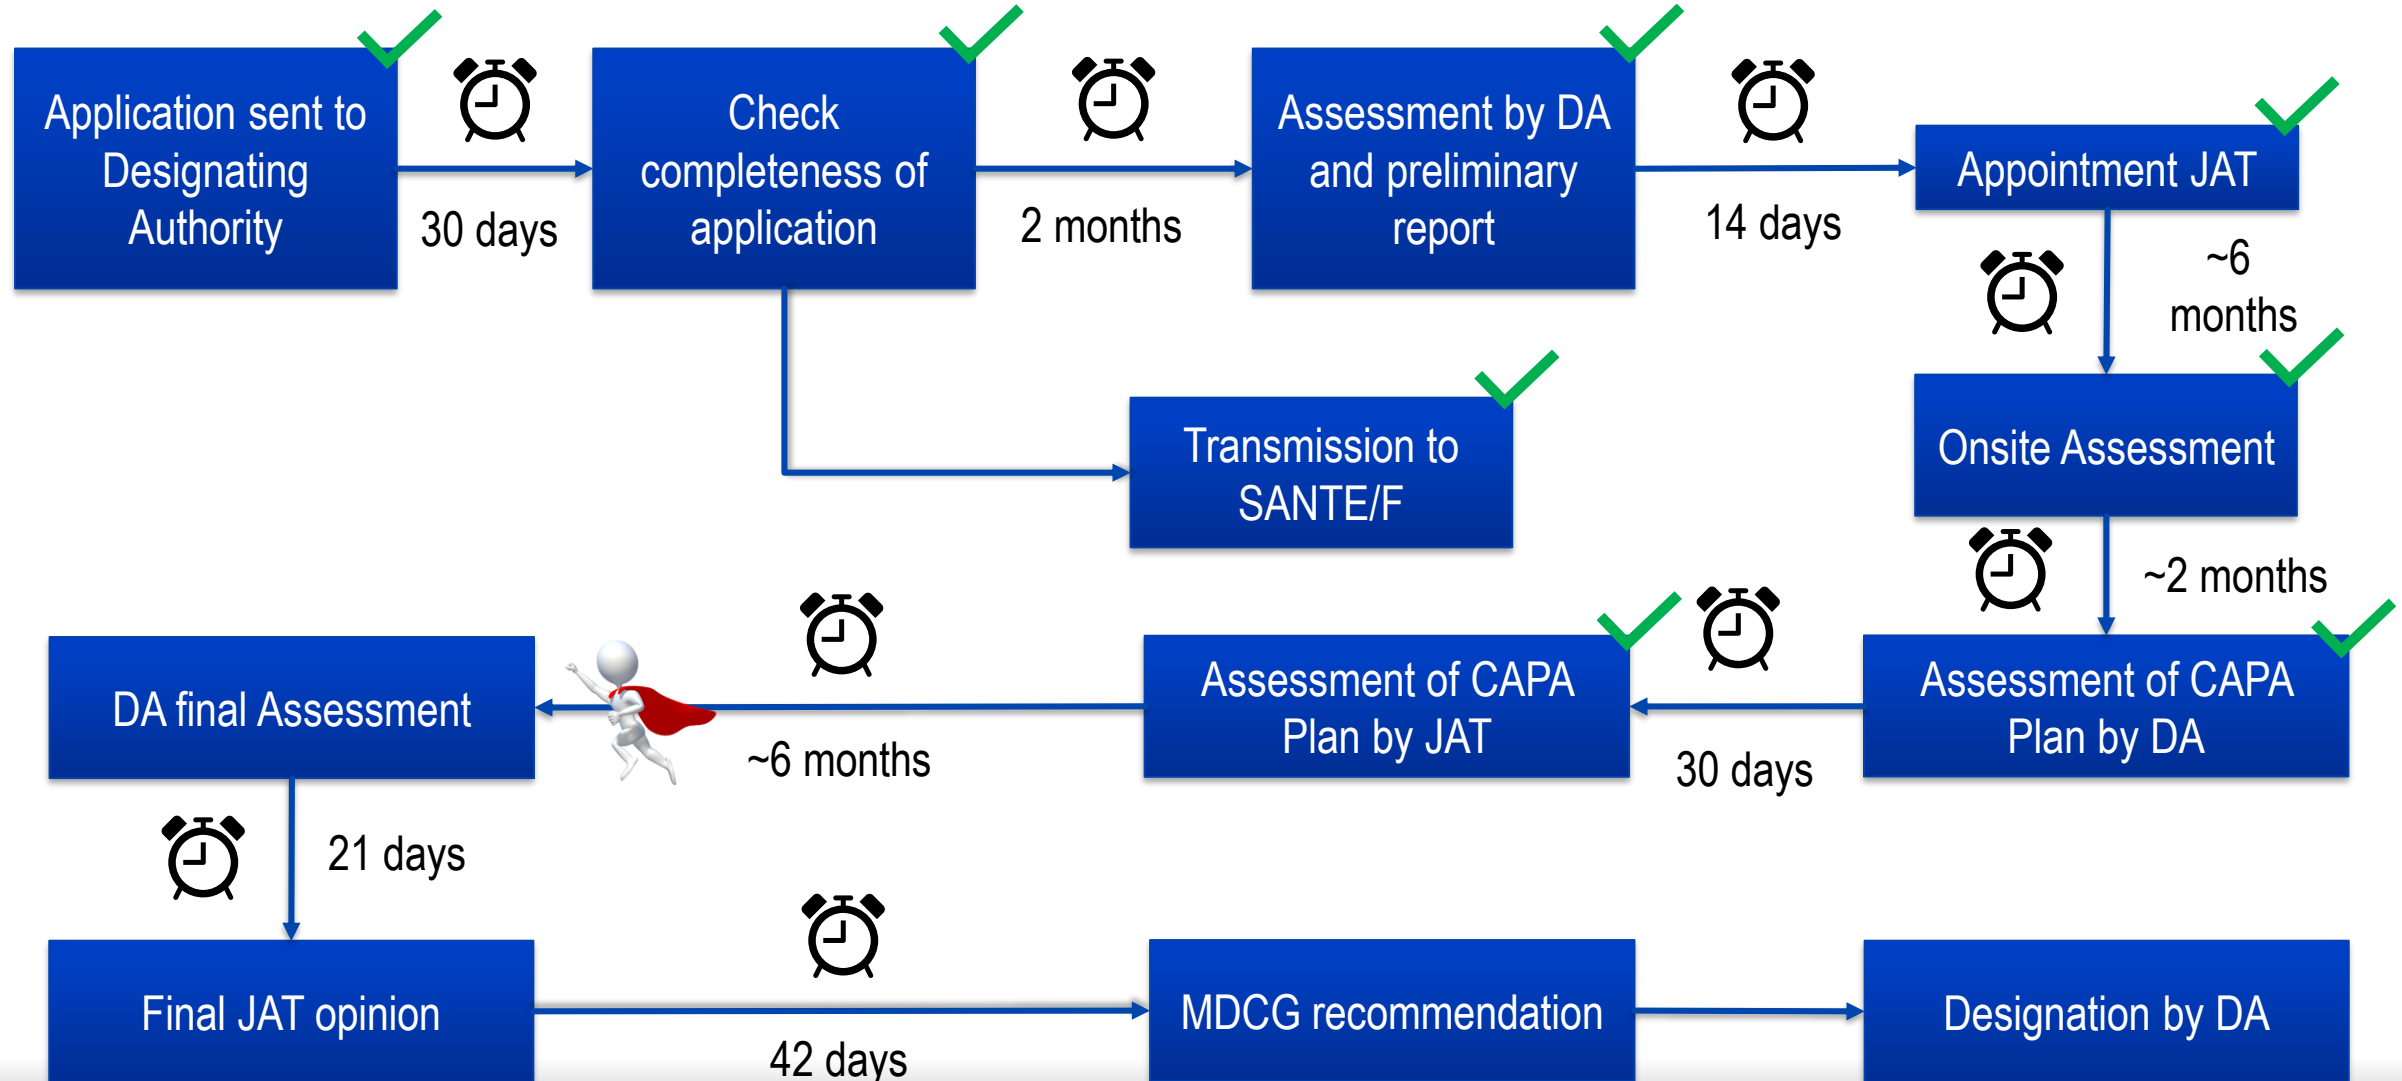 Application sent to
Designating
Authority
30 days
Check
completeness of
application
2 months
Assessment by DA
and preliminary
report
14 days
Appointment JAT
~6
months
Transmission to
SANTE/F
Onsite Assessment
~2 months
Assessment of CAPA
Plan by DA
30 days
Assessment of CAPA
Plan by JAT
~6 months
DA final Assessment
21 days
Final JAT opinion
42 days
MDCG recommendation
Designation by DA